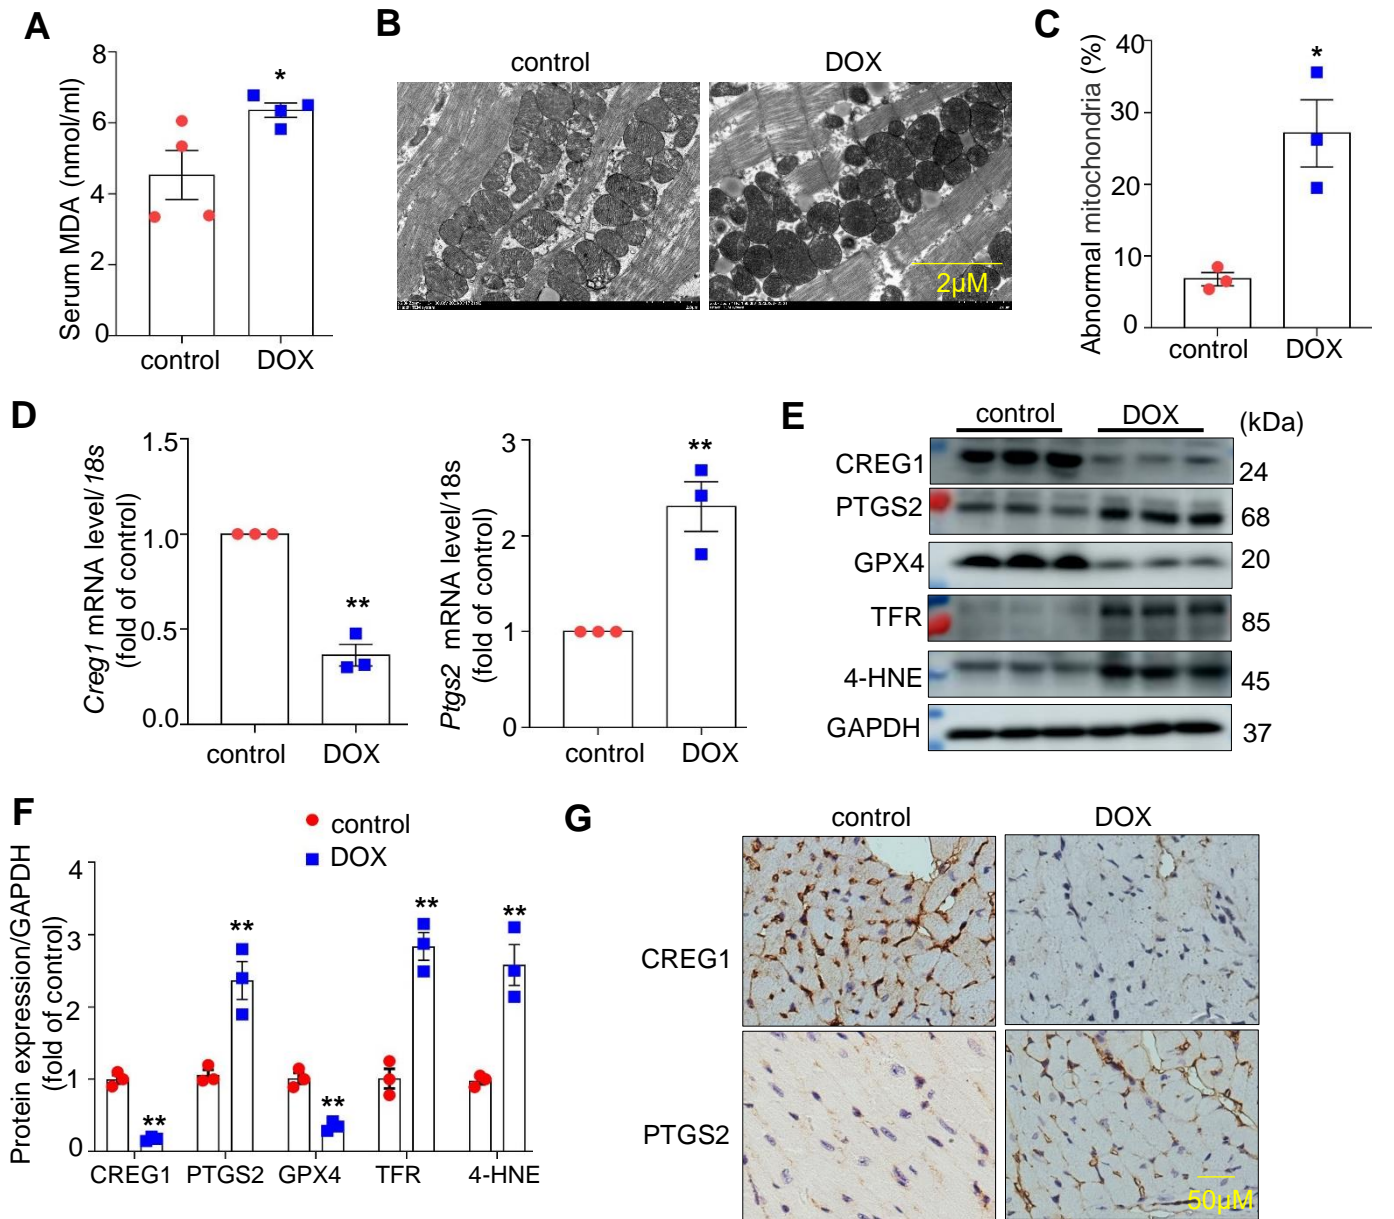 A
Serum MDA (nmol/ml)
8
6
4
2
0
*
control
DOX
B
control
DOX
2μM
C
Abnormal mitochondria (%)
40
30
20
10
0
*
control
DOX
D
Creg1 mRNA level/18s
(fold of control)
1.5
1.0
0.5
0.0
**
control
DOX
Ptgs2 mRNA level/18s
(fold of control)
3
2
1
0
**
control
DOX
E
control
DOX
(kDa)
CREG1
24
PTGS2
68
GPX4
20
TFR
85
4-HNE
45
GAPDH
37
F
control
DOX
Protein expression/GAPDH
(fold of control)
4
3
2
1
0
**
**
**
**
**
CREG1
PTGS2
GPX4
TFR
4-HNE
G
control
DOX
CREG1
PTGS2
50μM